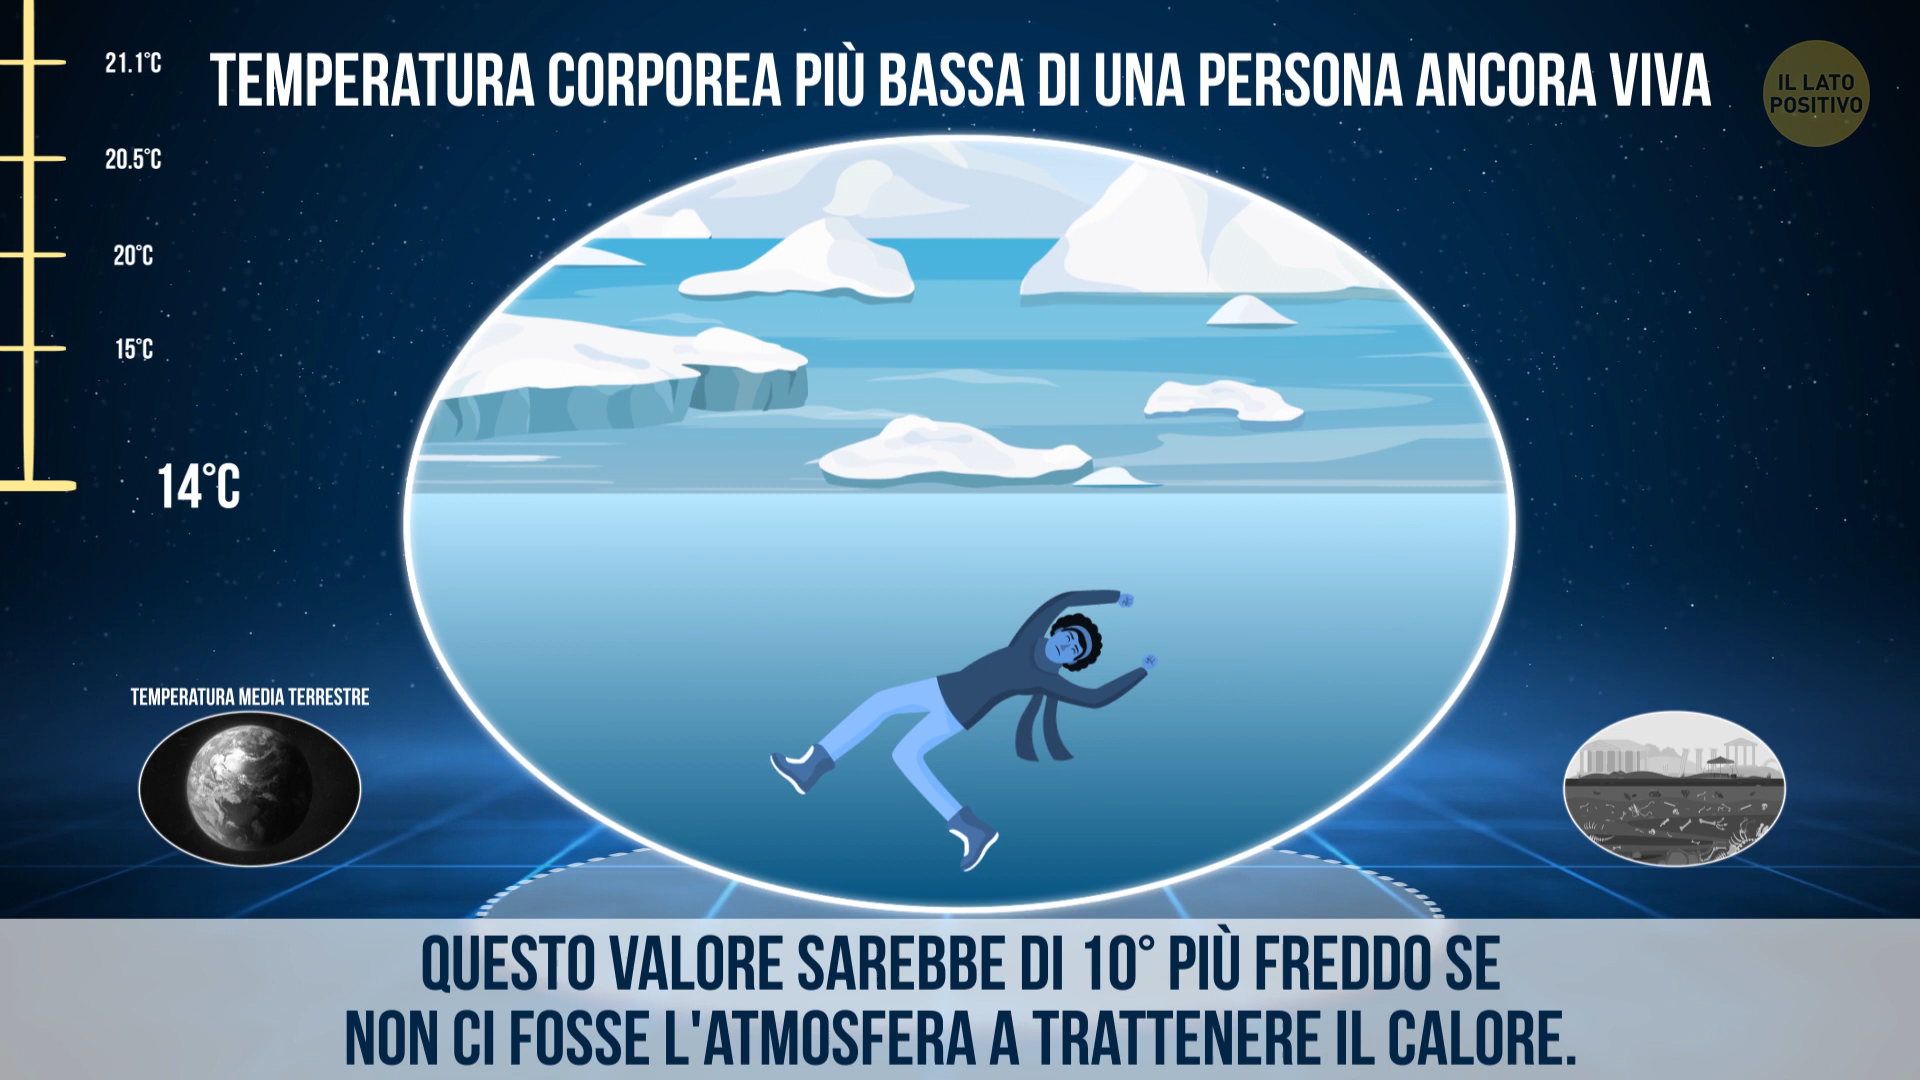 TEMPERATURA CORPOREA PIÙ BASSA DI UNA PERSONA ANCORA VIVA
IL LATO
POSITIVO
21.1°C
20.5°C
20°C
15°C
14°C
TEMPERATURA MEDIA TERRESTRE
QUESTO VALORE SAREBBE DI 10° PIÙ FREDDO SE
NON CI FOSSE L'ATMOSFERA A TRATTENERE IL CALORE.